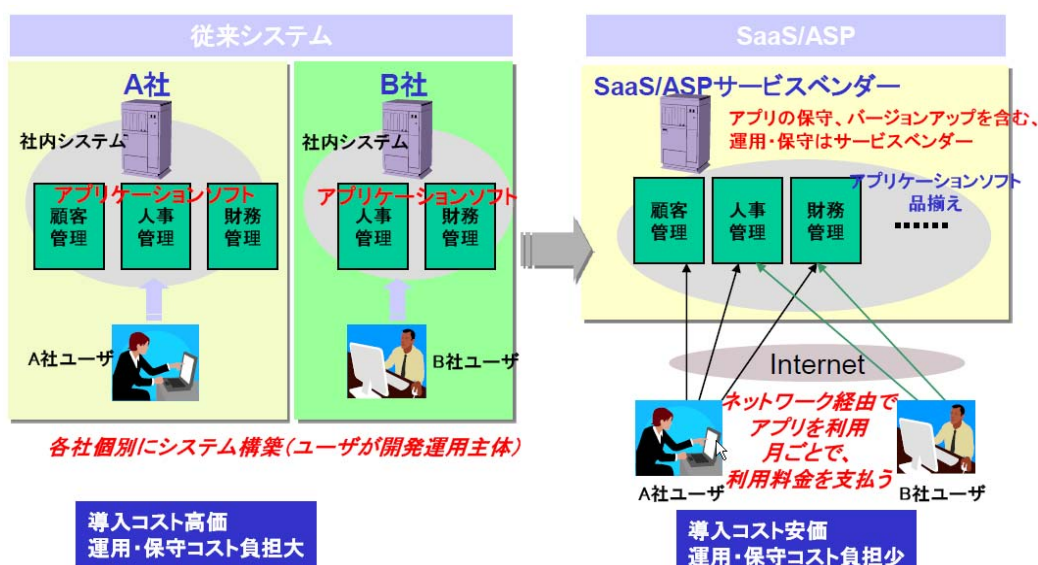 従来システム
A社
社内システム
アプリケーションソフト
顧客
管理
人事
管理
財務
管理
A社ユーザ
B社
社内システム
アプリケーションソフト
人事
管理
財務
管理
B社ユーザ
各社個別にシステム構築(ユーザが開発運用主体)
導入コスト高価
運用・保守コスト負担大
SaaS/ASP
SaaS/ASPサービスベンダー
アプリの保守、バージョンアップを含む、
運用・保守はサービスベンダー
アプリケーションソフト
品揃え
▪▪▪▪▪▪
顧客
管理
人事
管理
財務
管理
Internet
ネットワーク経由で
アプリを利用
月ごとで、
利用料金を支払う
A社ユーザ
B社ユーザ
導入コスト安価
運用・保守コスト負担少